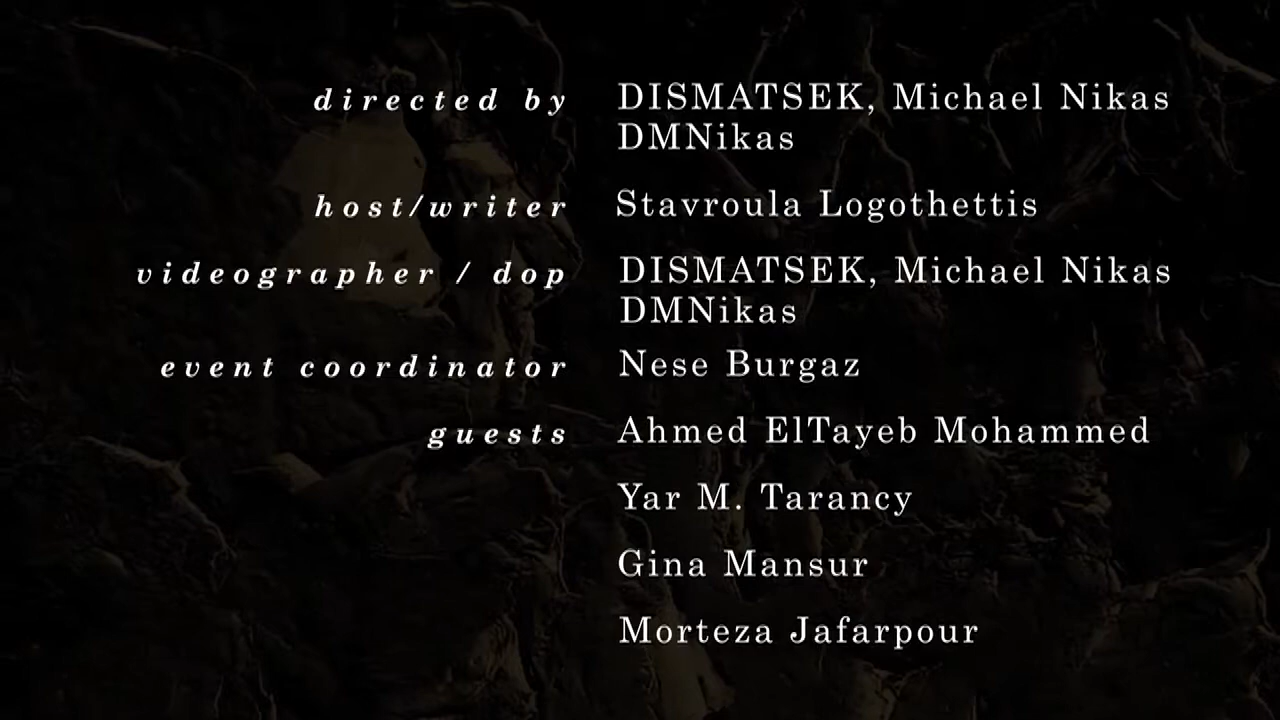 directed by DISMATSEK, Michael Nikas
DMNikas
host/writer Stavroula Logothettis
videographer / dop DISMATSEK, Michael Nikas
DMNikas
event coordinator Nese Burgaz
guests Ahmed ElTayeb Mohammed
Yar M. Tarancy
Gina Mansur
Morteza Jafarpour